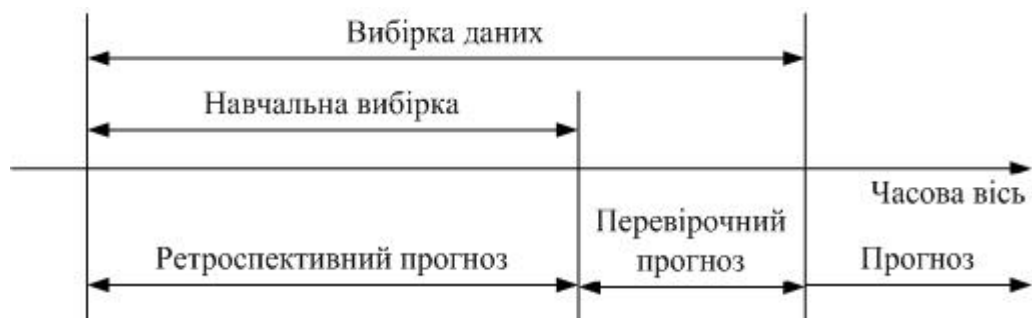 Вибірка даних
Навчальна вибірка
Часова вісь
Ретроспективний прогноз
Перевірочний
прогноз
Прогноз